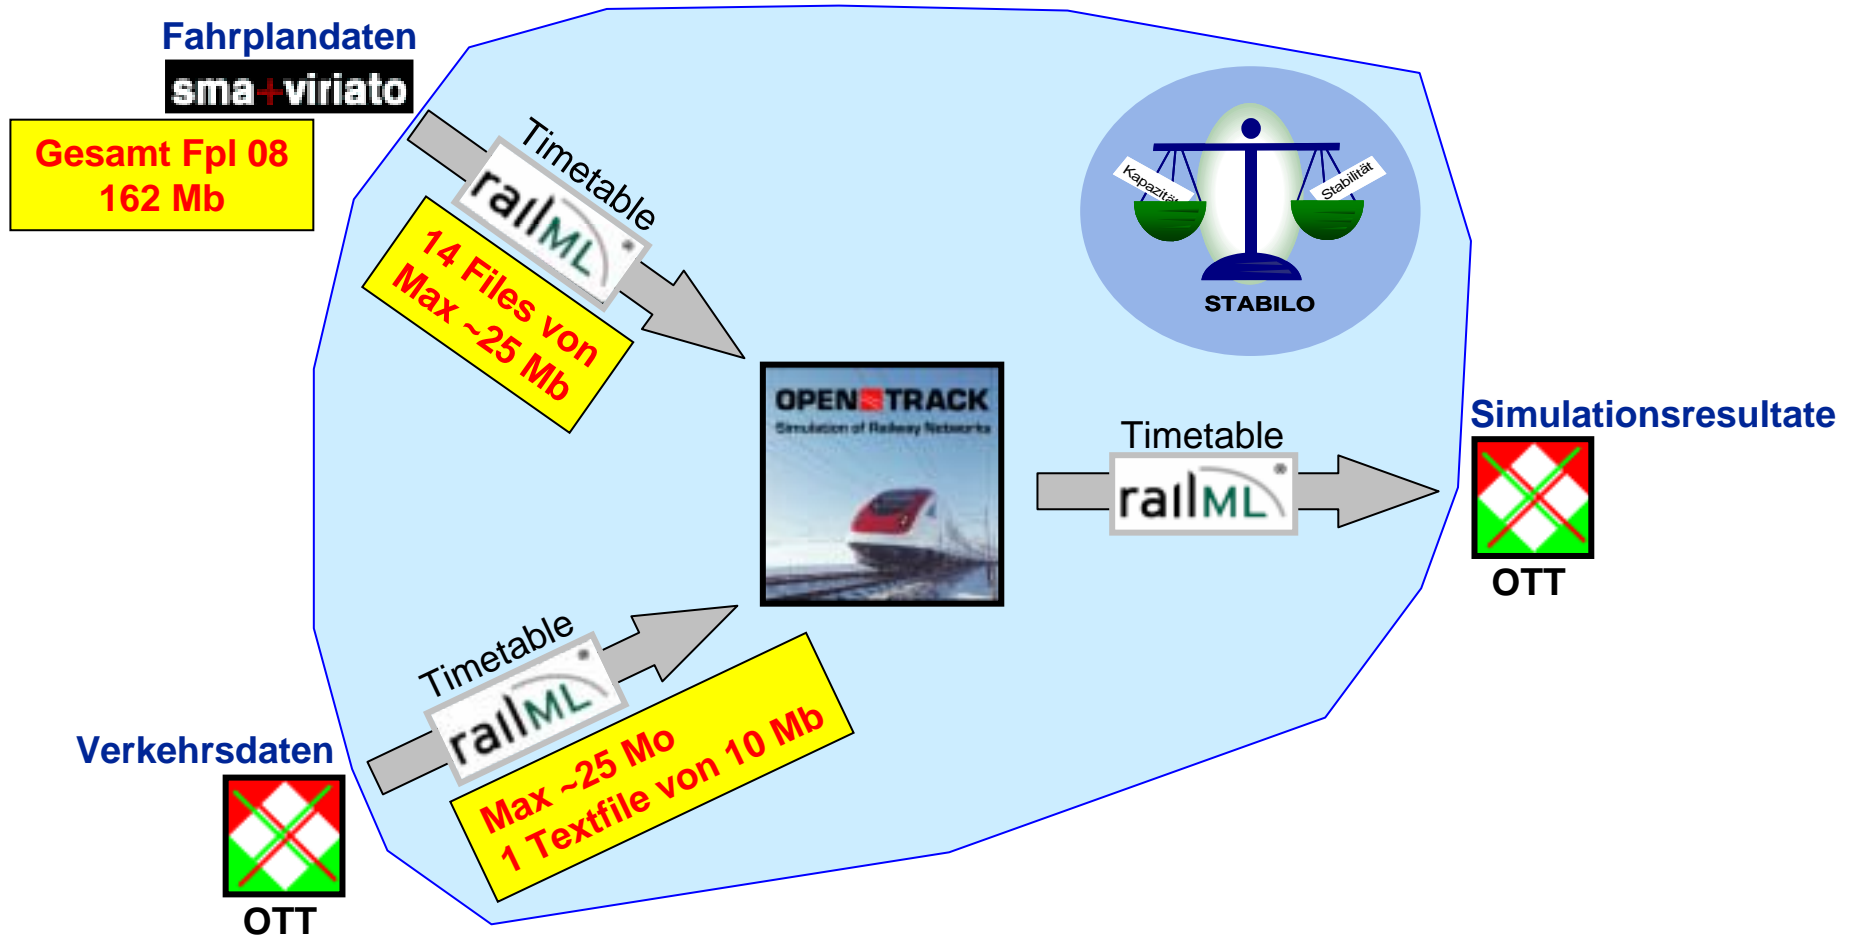 Fahrplandaten
sma+viriato
Gesamt Fpl 08
162 Mb
Timetable
railML®
14 Files von
Max ~25 Mb
Kapazität
Stabilität
STABILO
OPEN TRACK
Simulation of Railway Networks
Timetable
railML®
Simulationsresultate
OTT
Timetable
railML®
Max ~25 Mo
1 Textfile von 10 Mb
Verkehrsdaten
OTT